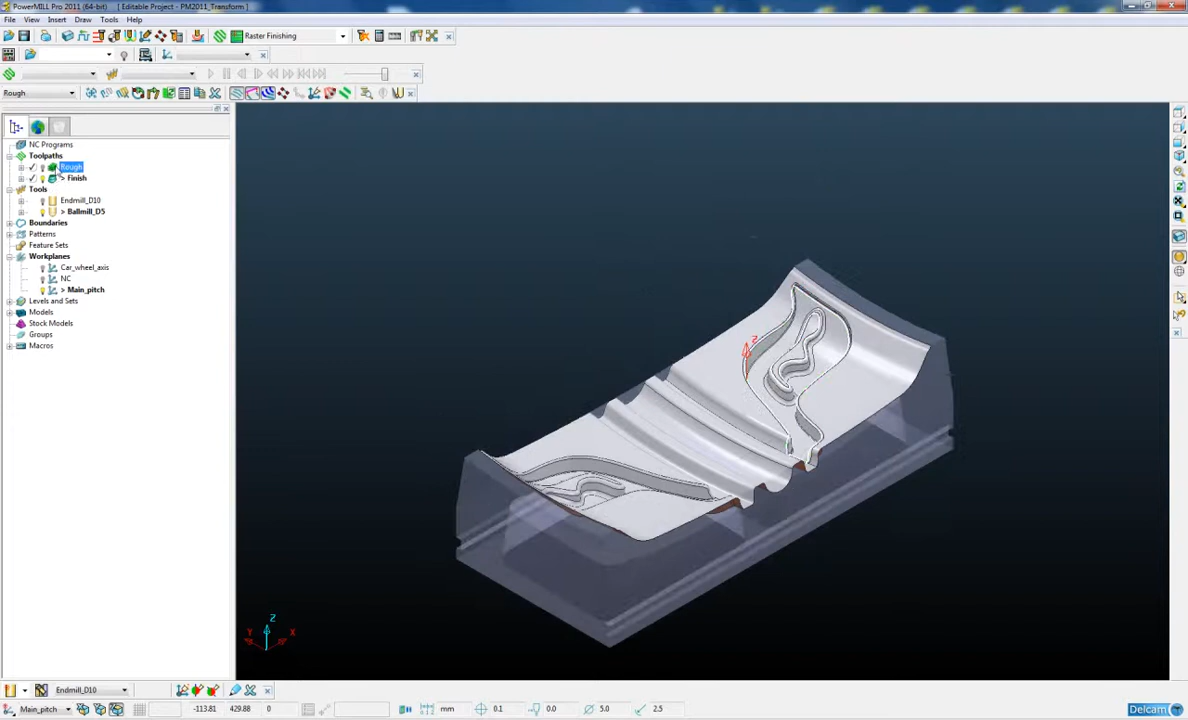 PowerMILL Pro 2011 (64-bit) - [ Editable Project - PM2011_Transform ]
File View Insert Draw Tools Help
Raster Finishing
Rough
NC Programs
Toolpaths
Rough
> Finish
Tools
Endmill_D10
> Ballmill_D5
Boundaries
Patterns
Feature Sets
Workplanes
Car_wheel_axis
NC
> Main_pitch
Levels and Sets
Models
Stock Models
Groups
Macros
Z
Z
Y
X
Endmill_D10
Main_pitch
-113.81 429.88 0 mm 0.1 0.0 5.0 2.5
Delcam